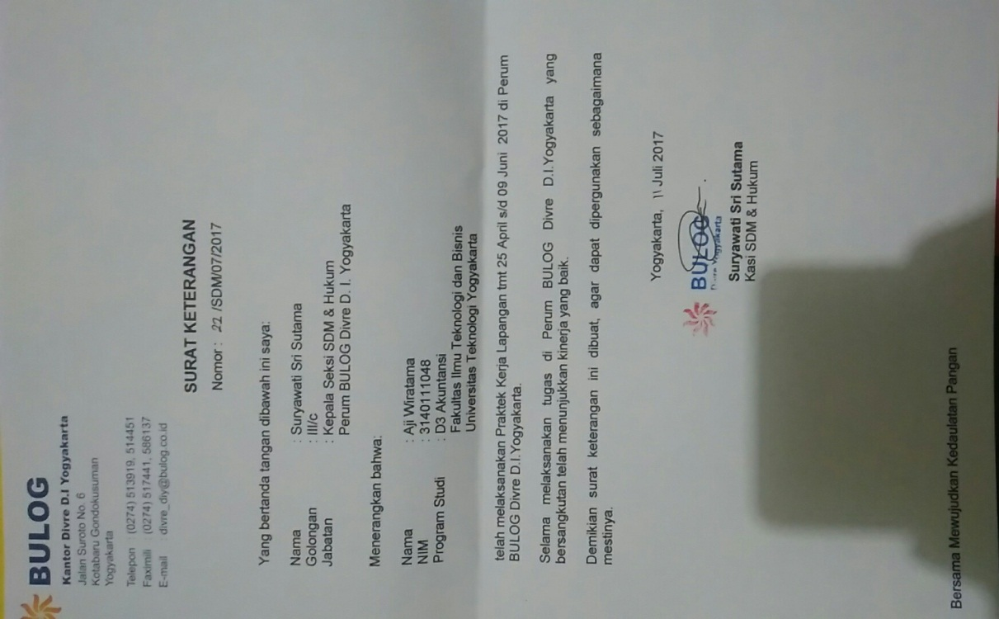 BULOG
Kantor Divre D.I Yogyakarta
Jalan Suroto No. 6
Kotabaru Gondokusuman
Yogyakarta
Telepon : (0274) 513919, 514451
Faximili : (0274) 517441, 586137
E-mail : divre_diy@bulog.co.id
SURAT KETERANGAN
Nomor : 22 /SDM/07/2017
Yang bertanda tangan dibawah ini saya:
Nama : Suryawati Sri Sutama
Golongan : III/c
Jabatan : Kepala Seksi SDM & Hukum
Perum BULOG Divre D. I. Yogyakarta
Menerangkan bahwa:
Nama : Aji Wiratama
NIM : 3140111048
Program Studi : D3 Akuntansi
Fakultas Ilmu Teknologi dan Bisnis
Universitas Teknologi Yogyakarta
telah melaksanakan Praktek Kerja Lapangan tmt 25 April s/d 09 Juni 2017 di Perum
BULOG Divre D.I.Yogyakarta.
Selama melaksanakan tugas di Perum BULOG Divre D.I.Yogyakarta yang
bersangkutan telah menunjukkan kinerja yang baik.
Demikian surat keterangan ini dibuat, agar dapat dipergunakan sebagaimana
mestinya.
Yogyakarta, 11 Juli 2017
BULOG
Divre Yogyakarta
Suryawati Sri Sutama
Kasi SDM & Hukum
Bersama Mewujudkan Kedaulatan Pangan